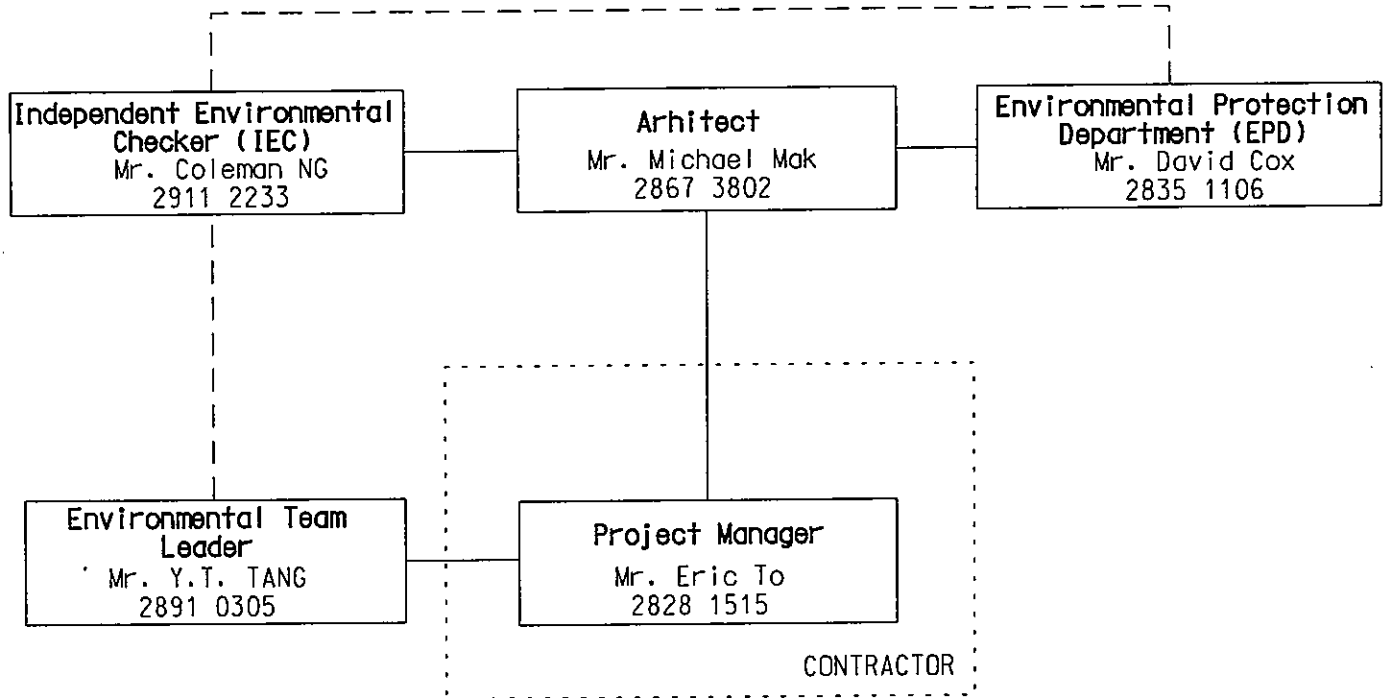 Independent Environmental
Checker (IEC)
Mr. Coleman NG
2911 2233
Arhitect
Mr. Michael Mak
2867 3802
Environmental Protection
Department (EPD)
Mr. David Cox
2835 1106
Environmental Team
Leader
Mr. Y.T. TANG
2891 0305
Project Manager
Mr. Eric To
2828 1515
CONTRACTOR